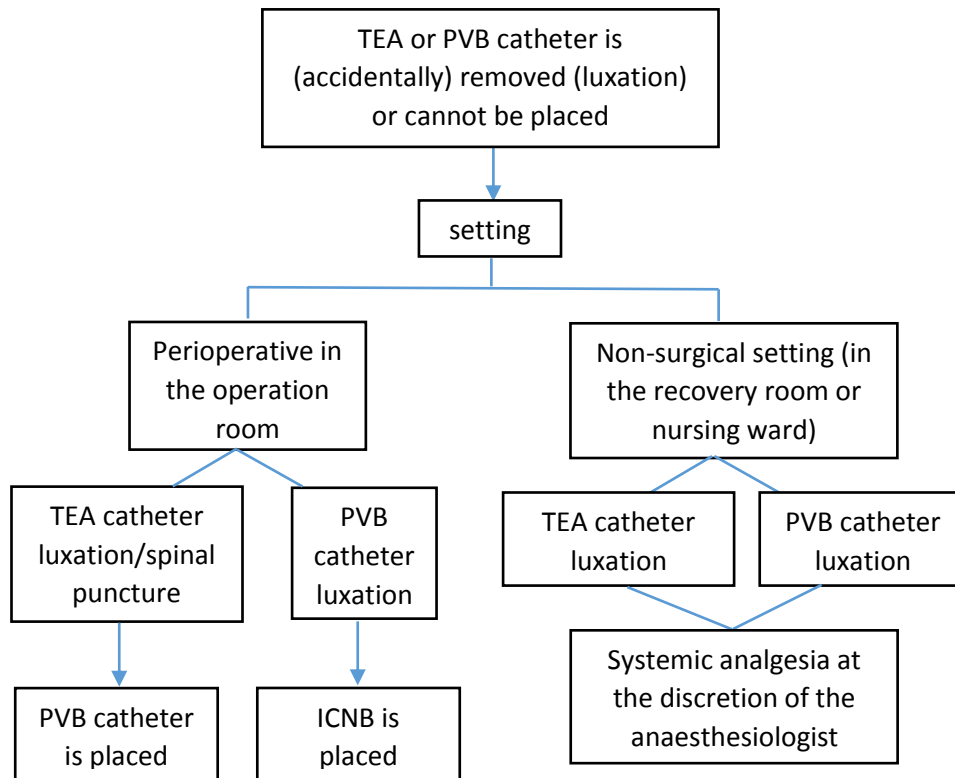 TEA or PVB catheter is
(accidentally) removed (luxation)
or cannot be placed
setting
Perioperative in
the operation
room
Non-surgical setting (in
the recovery room or
nursing ward)
TEA catheter
luxation/spinal
puncture
PVB
catheter
luxation
TEA catheter
luxation
PVB catheter
luxation
PVB catheter
is placed
ICNB is
placed
Systemic analgesia at
the discretion of the
anaesthesiologist